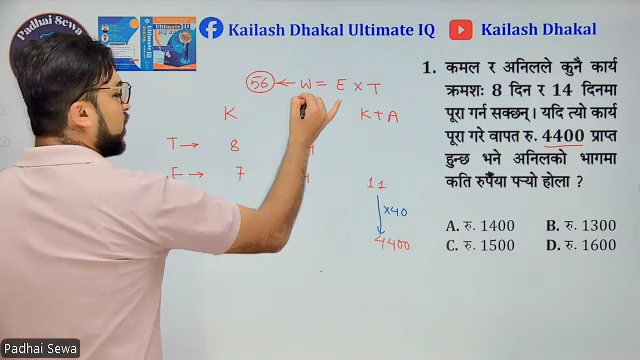 Padhai Sewa
Kailash Dhakal Ultimate IQ
Kailash Dhakal
56 ← W = E × T
K K + A
T → 8
E → 7 11
×40
4400
1. कमल र अनिलले कुनै कार्य
क्रमशः 8 दिन र 14 दिनमा
पूरा गर्न सक्छन्। यदि त्यो कार्य
पूरा गरे वापत रु. 4400 प्राप्त
हुन्छ भने अनिलको भागमा
कति रुपैँया पर्‍यो होला ?
A. रु. 1400 B. रु. 1300
C. रु. 1500 D. रु. 1600
Padhai Sewa